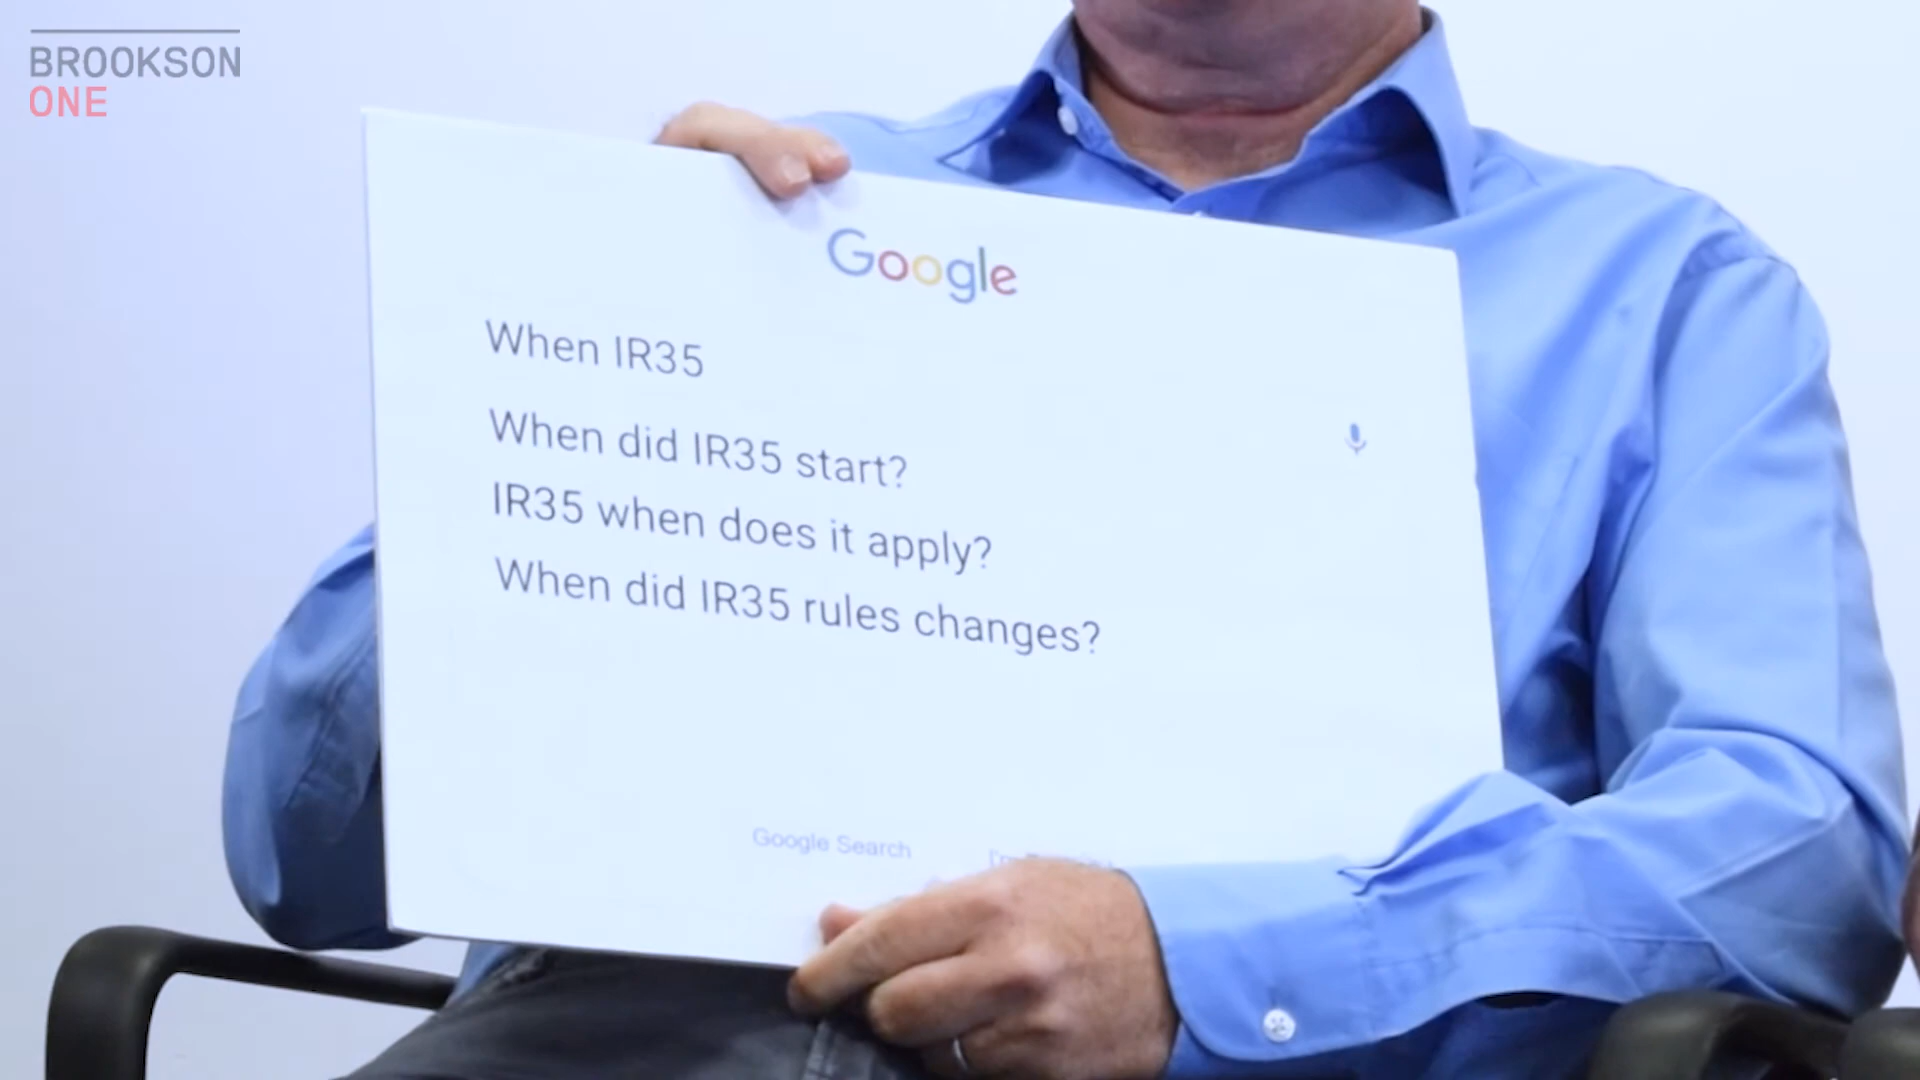 BROOKSON
ONE
Google
When IR35
When did IR35 start?
IR35 when does it apply?
When did IR35 rules changes?
Google Search